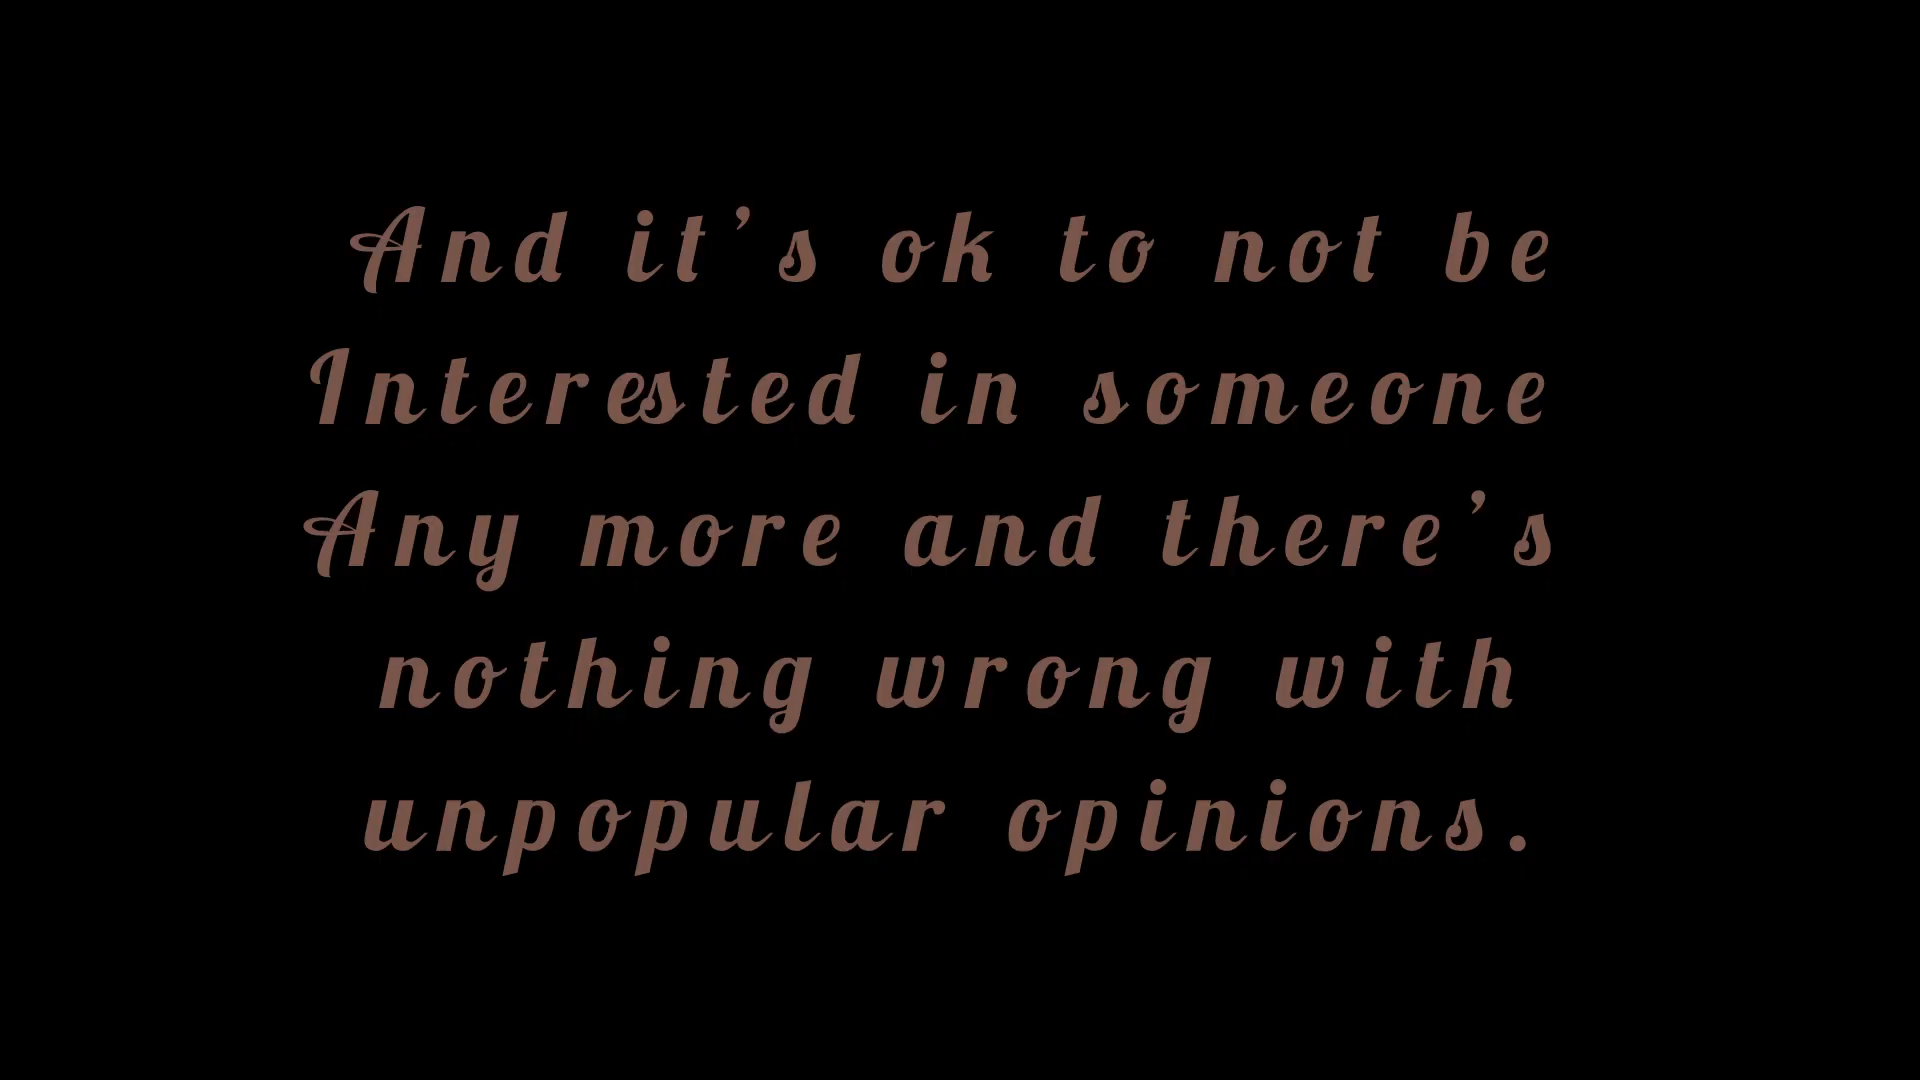 And it’s ok to not be
Interested in someone
Any more and there’s
nothing wrong with
unpopular opinions.